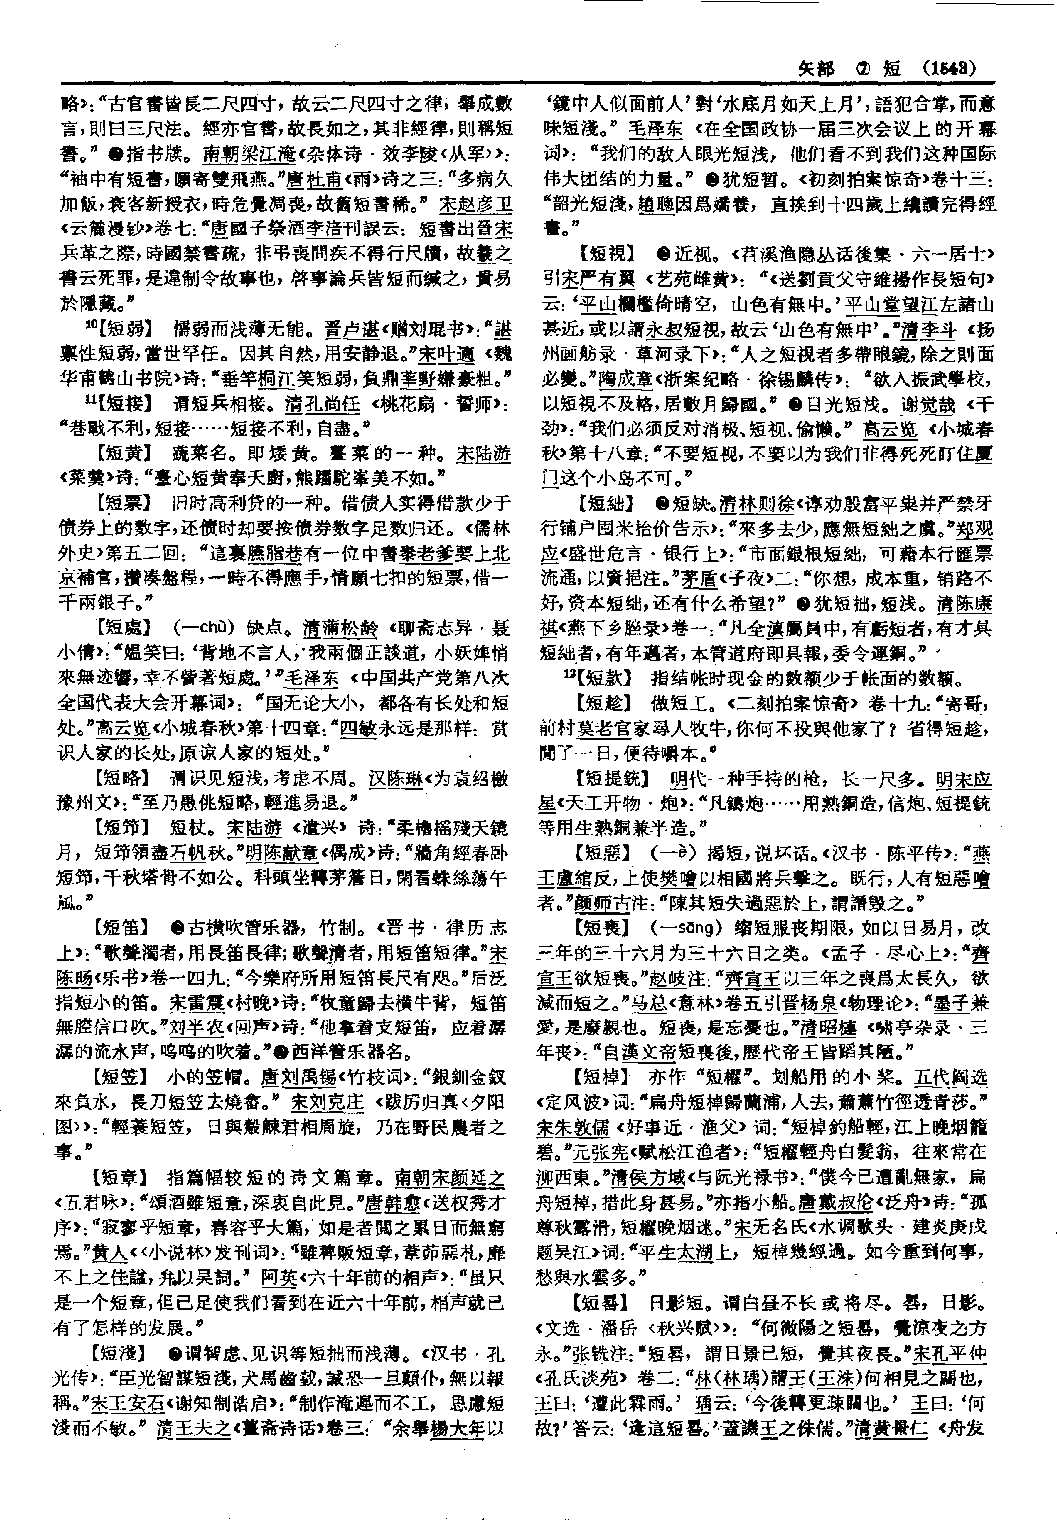 矢部 ⑦ 短 (1543)
略》：“古官書皆長二尺四寸，故云二尺四寸之律；舉成數
言，則曰三尺法。經亦官書，故長如之，其非經律，則稱短
書。”❷指书牍。南朝梁江淹《杂体诗·效李陵〈从军〉》：
“袖中有短書，願寄雙飛燕。”唐杜甫《雨》诗之三：“多病久
加飯，衰容新授衣，時危覺凋喪，故舊短書稀。”宋赵彦卫
《云麓漫钞》卷七：“唐國子祭酒李涪刊誤云：短書出晉宋
兵革之際，時國禁書疏，非弔喪問疾不得行尺牘，故羲之
書云死罪，是違制令故事也，啓事論兵皆短而緘之，貴易
於隱藏。”
¹⁰【短弱】 懦弱而浅薄无能。晋卢谌《赠刘琨书》：“諶
稟性短弱，當世罕任。因其自然，用安静退。”宋叶適《魏
华甫鶴山书院》诗：“垂竿桐江笑短弱，負鼎莘野嫌豪粗。”
¹¹【短接】 谓短兵相接。清孔尚任《桃花扇·誓师》：
“巷戰不利，短接……短接不利，自盡。”
【短黄】 蔬菜名。即矮黄。薹菜的一种。宋陆游
《菜羹》诗：“臺心短黄奉天廚，熊蹯駝峯美不如。”
【短票】 旧时高利贷的一种。借债人实得借款少于
债券上的数字，还债时却要按债券数字足数归还。《儒林
外史》第五二回：“這裏胭脂巷有一位中書秦老爹要上北
京補官，攢凑盤程，一時不得應手，情願七扣的短票，借一
千兩銀子。”
【短處】 （—chù）缺点。清蒲松龄《聊斋志异·聂
小倩》：“媪笑曰：‘背地不言人，我兩個正談道，小妖婢悄
來無迹響，幸不訾著短處。’”毛泽东《中国共产党第八次
全国代表大会开幕词》：“国无论大小，都各有长处和短
处。”高云览《小城春秋》第十四章：“四敏永远是那样：赏
识人家的长处，原谅人家的短处。”
【短略】 谓识见短浅，考虑不周。汉陈琳《为袁绍檄
豫州文》：“至乃愚佻短略，輕進易退。”
【短笻】 短杖。宋陆游《遣兴》诗：“柔櫓摇殘天鏡
月，短笻領盡万帆秋。”明陈献章《偶成》诗：“牆角經春卧
短笻，千秋塔骨不如公。科頭坐轉茅簷日，閑看蛛絲蕩午
風。”
【短笛】 ❶古横吹管乐器，竹制。《晋书·律历志
上》：“歌聲濁者，用長笛長律；歌聲清者，用短笛短律。”宋
陈旸《乐书》卷一四九：“今樂府所用短笛長尺有咫。”后泛
指短小的笛。宋雷震《村晚》诗：“牧童歸去横牛背，短笛
無腔信口吹。”刘半农《回声》诗：“他拿着支短笛，应着潺
潺的流水声，呜呜的吹着。”❷西洋管乐器名。
【短笠】 小的笠帽。唐刘禹锡《竹枝词》：“銀釧金釵
來負水，長刀短笠去燒畬。”宋刘克庄《跋厉归真〈夕阳
图〉》：“輕蓑短笠，日與觳觫君相周旋，乃在野民農者之
事。”
【短章】 指篇幅较短的诗文篇章。南朝宋颜延之
《五君咏》：“頌酒雖短章，深衷自此見。”唐韩愈《送权秀才
序》：“寂寥乎短章，舂容乎大篇，如是者閲之累日而無窮
焉。”黄人《〈小说林〉发刊词》：“雖稗販短章，葦茆惡札，靡
不上之佳諡，弁以吴詞。”阿英《六十年前的相声》：“虽只
是一个短章，但已足使我们看到在近六十年前，相声就已
有了怎样的发展。”
【短淺】 ❶谓智虑、见识等短拙而浅薄。《汉书·孔
光传》：“臣光智謀短淺，犬馬齒臷，誠恐一旦顛仆，無以報
稱。”宋王安石《谢知制诰启》：“制作淹遲而不工，思慮短
淺而不敏。”清王夫之《薑斋诗话》卷三：“余舉楊大年以
‘鏡中人似面前人’對‘水底月如天上月’，語犯合掌，而意
味短淺。”毛泽东《在全国政协一届三次会议上的开幕
词》：“我们的敌人眼光短浅，他们看不到我们这种国际
伟大团结的力量。”❷犹短暂。《初刻拍案惊奇》卷十三：
“韶光短淺，趙聰因爲嬌養，直挨到十四歲上纔讀完得經
書。”
【短視】 ❶近视。《苕溪渔隐丛话後集·六一居士》
引宋严有翼《艺苑雌黄》：“《送劉貢父守維揚作長短句》
云：‘平山欄檻倚晴空，山色有無中。’平山堂望江左諸山
甚近，或以謂永叔短視，故云‘山色有無中’。”清李斗《扬
州画舫录·草河录下》：“人之短視者多帶眼鏡，除之則面
必變。”陶成章《浙案纪略·徐锡麟传》：“欲入振武學校，
以短視不及格，居數月歸國。”❷目光短浅。谢觉哉《干
劲》：“我们必须反对消极、短视、偷懒。”高云览《小城春
秋》第十八章：“不要短视，不要以为我们非得死死盯住厦
门这个小岛不可。”
【短絀】 ❶短缺。清林则徐《谆劝殷富平粜并严禁牙
行铺户囤米抬价告示》：“來多去少，應無短絀之虞。”郑观
应《盛世危言·银行上》：“市面銀根短絀，可藉本行匯票
流通，以資挹注。”茅盾《子夜》二：“你想，成本重，销路不
好，资本短绌，还有什么希望？”❷犹短拙，短浅。清陈康
祺《燕下乡脞录》卷一：“凡全滇屬員中，有虧短者，有才具
短絀者，有年邁者，本管道府即具報，委令運銅。”
¹²【短款】 指结帐时现金的数额少于帐面的数额。
【短趁】 做短工。《二刻拍案惊奇》卷十九：“寄哥，
前村莫老官家尋人牧牛，你何不投與他家了？省得短趁，
閒了一日，便待嚼本。”
【短提銃】 明代一种手持的枪，长一尺多。明宋应
星《天工开物·炮》：“凡鑄炮……用熟銅造，信炮、短提銃
等用生熟銅兼半造。”
【短惡】 （—è）揭短，说坏话。《汉书·陈平传》：“燕
王盧綰反，上使樊噲以相國將兵擊之。既行，人有短惡噲
者。”颜师古注：“陳其短失過惡於上，謂譖毁之。”
【短喪】 （—sāng）缩短服丧期限，如以日易月，改
三年的三十六月为三十六日之类。《孟子·尽心上》：“齊
宣王欲短喪。”赵岐注：“齊宣王以三年之喪爲太長久，欲
減而短之。”马总《意林》卷五引晋杨泉《物理论》：“墨子兼
愛，是廢親也。短喪，是忘憂也。”清昭槤《啸亭杂录·三
年丧》：“自漢文帝短喪後，歷代帝王皆蹈其陋。”
【短棹】 亦作“短櫂”。划船用的小桨。五代阎选
《定风波》词：“扁舟短棹歸蘭浦，人去，蕭蕭竹徑透青莎。”
宋朱敦儒《好事近·渔父》词：“短棹釣船輕，江上晚烟籠
碧。”元张宪《赋松江渔者》：“短櫂輕舟白髮翁，往來常在
泖西東。”清侯方域《与阮光禄书》：“僕今已遭亂無家，扁
舟短棹，措此身甚易。”亦指小船。唐戴叔伦《泛舟》诗：“孤
尊秋露滑，短櫂晚烟迷。”宋无名氏《水调歌头·建炎庚戌
题吴江》词：“平生太湖上，短棹幾經過。如今重到何事，
愁與水雲多。”
【短晷】 日影短。谓白昼不长或将尽。晷，日影。
《文选·潘岳〈秋兴赋〉》：“何微陽之短晷，覺涼夜之方
永。”张铣注：“短晷，謂日景已短，覺其夜長。”宋孔平仲
《孔氏谈苑》卷二：“林（林瑀）謂王（王洙）何相見之闊也，
王曰：‘遭此霖雨。’瑀云：‘今後轉更疎闊也。’王曰：‘何
故？’答云：‘逢這短晷。’蓋譏王之侏儒。”清黄景仁《舟发